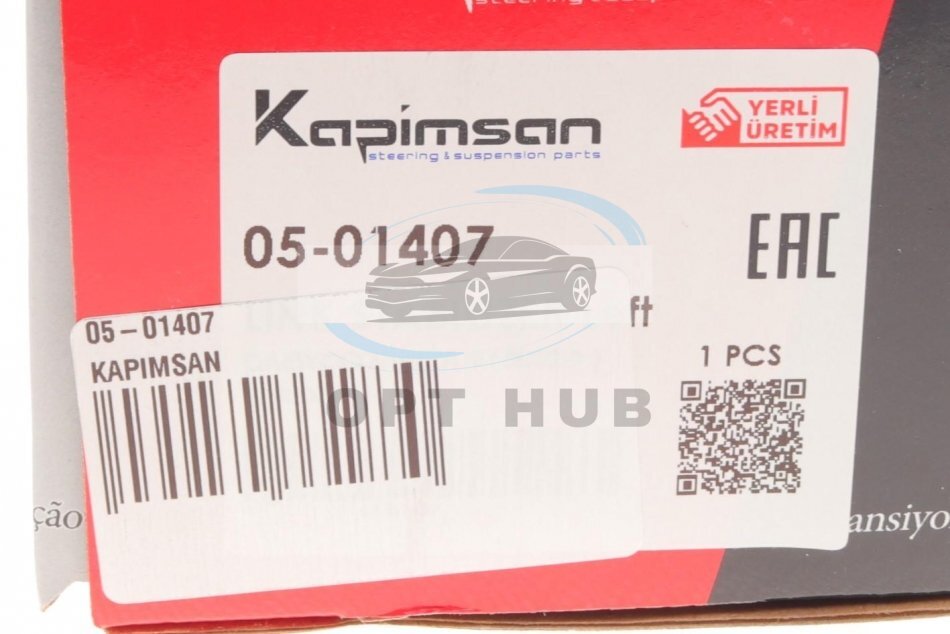 Kapimsan
steering & suspension parts
YERLİ
ÜRETİM
05-01407
EAC
ft
1 PCS
05-01407
KAPIMSAN
OPT HUB
ção
ansiyo